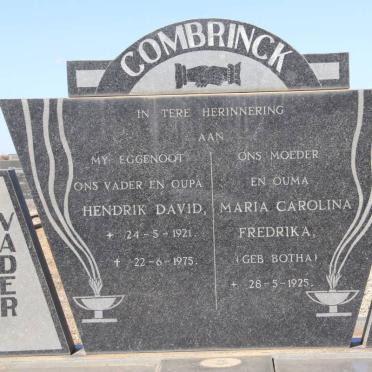 COMBRINCK
IN TERE HERINNERING
AAN
MY EGGENOOT
ONS VADER EN OUPA
HENDRIK DAVID,
* 24-5-1921.
† 22-6-1975.
ONS MOEDER
EN OUMA
MARIA CAROLINA
FREDRIKA,
(GEB BOTHA)
* 28-5-1925.
VADER